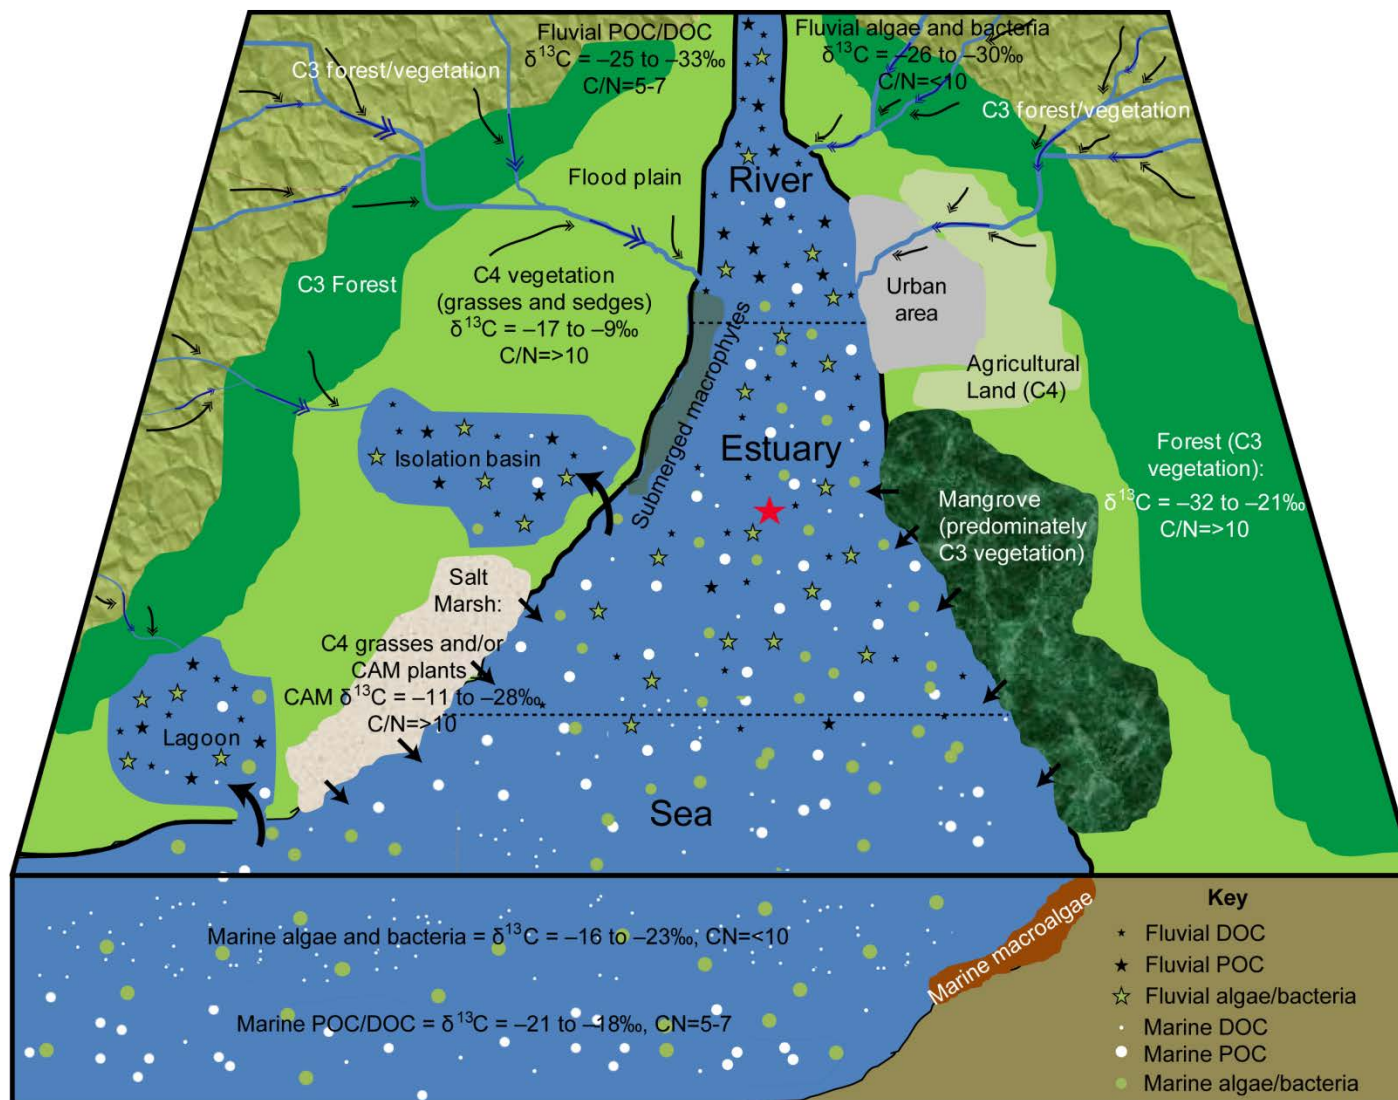 Fluvial POC/DOC
δ¹³C = –25 to –33‰
C/N=5-7
Fluvial algae and bacteria
δ¹³C = –26 to –30‰
C/N=<10
C3 forest/vegetation
C3 forest/vegetation
Flood plain
River
C3 Forest
C4 vegetation
(grasses and sedges)
δ¹³C = –17 to –9‰
C/N=>10
Urban
area
Agricultural
Land (C4)
Submerged macrophytes
Isolation basin
Estuary
Forest (C3
vegetation):
δ¹³C = –32 to –21‰
C/N=>10
Mangrove
(predominately
C3 vegetation)
Salt
Marsh:
C4 grasses and/or
CAM plants
CAM δ¹³C = –11 to –28‰
C/N=>10
Lagoon
Sea
Marine algae and bacteria = δ¹³C = –16 to –23‰, CN=<10
Marine POC/DOC = δ¹³C = –21 to –18‰, CN=5-7
Marine macroalgae
Key
Fluvial DOC
Fluvial POC
Fluvial algae/bacteria
Marine DOC
Marine POC
Marine algae/bacteria